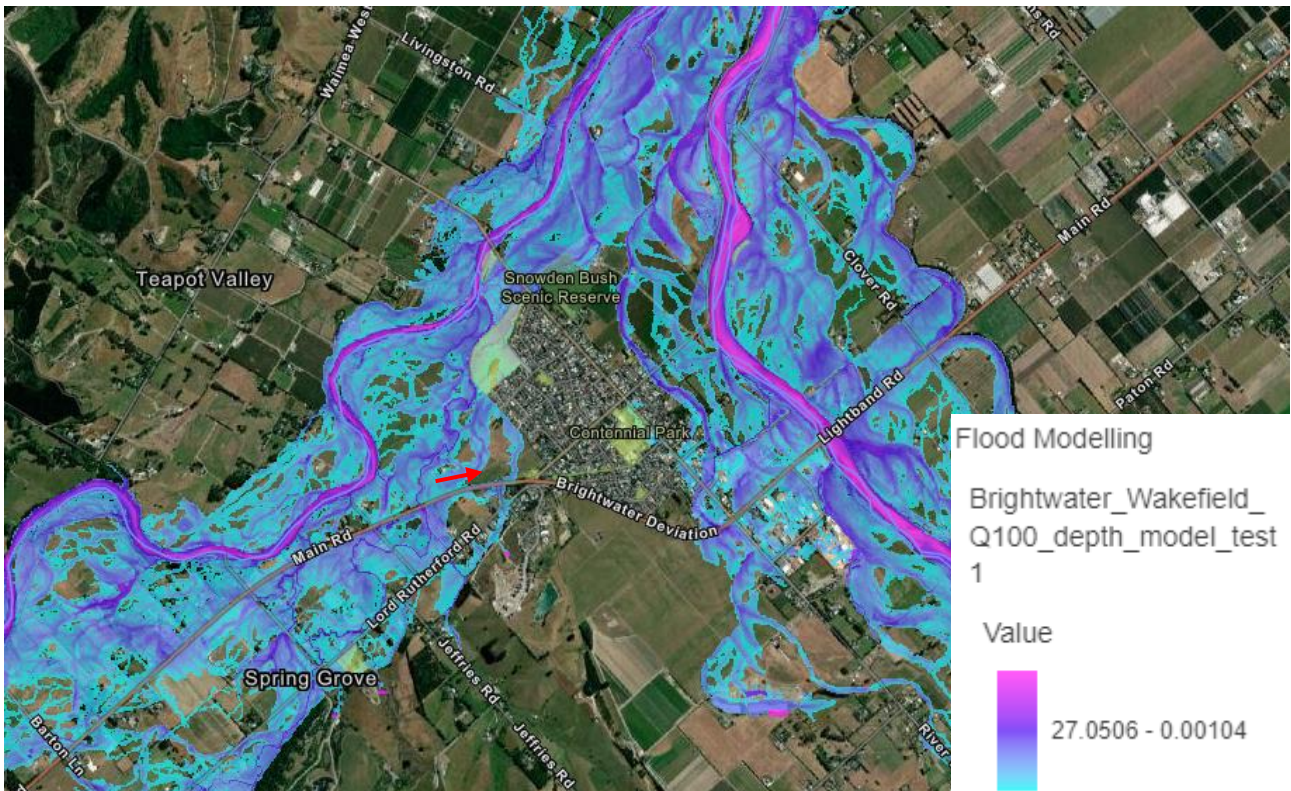 Waimea West
Livingston Rd
ns Rd
Main Rd
Teapot Valley
Snowden Bush
Scenic Reserve
Clover Rd
Paton Rd
Lightband Rd
Centennial Park
Brightwater Deviation
Main Rd
Lord Rutherford Rd
Spring Grove
Jeffries Rd
Jeffries Rd
Barton Ln
River
Flood Modelling
Brightwater_Wakefield_
Q100_depth_model_test
1
Value
27.0506 - 0.00104